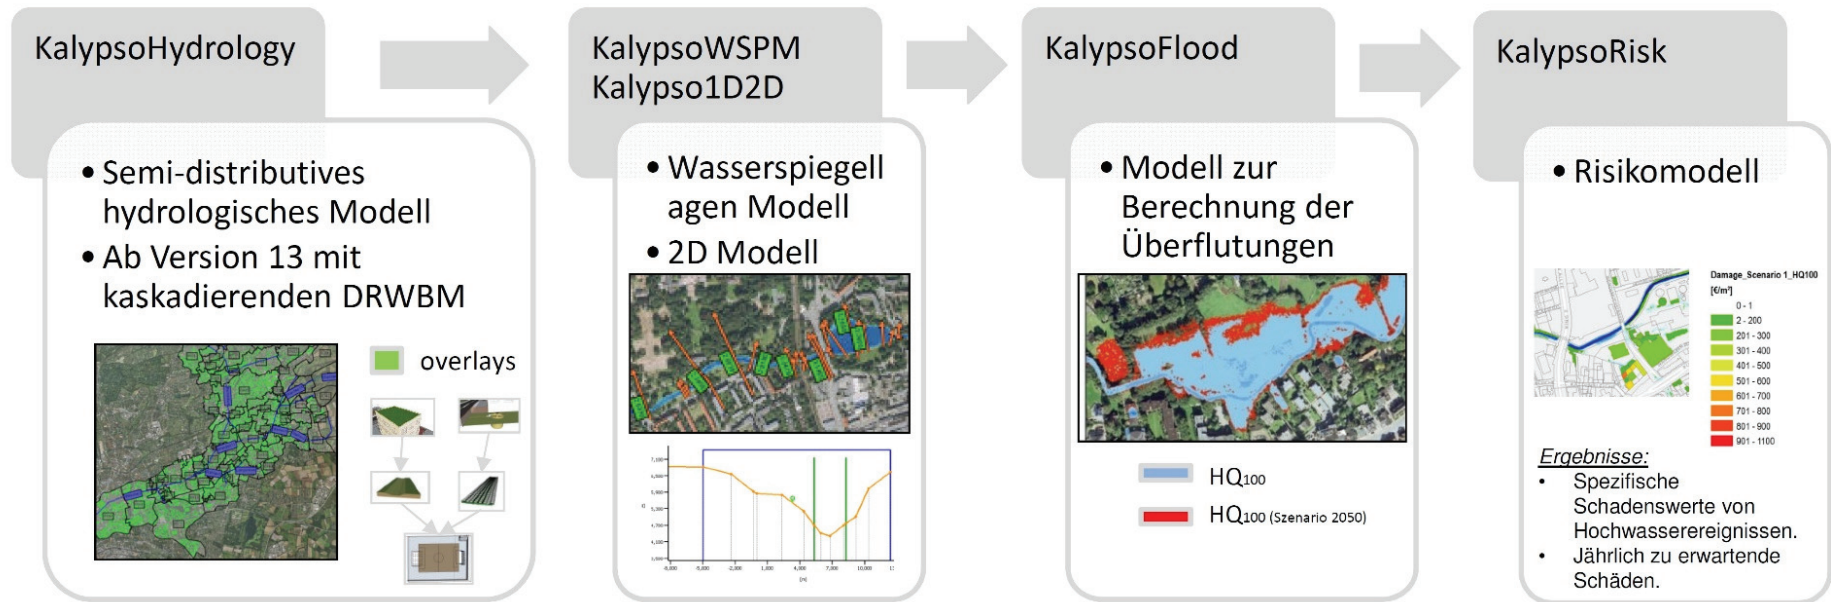 KalypsoHydrology
• Semi-distributives
hydrologisches Modell
• Ab Version 13 mit
kaskadierenden DRWBM
overlays
KalypsoWSPM
Kalypso1D2D
• Wasserspiegell
agen Modell
• 2D Modell
KalypsoFlood
• Modell zur
Berechnung der
Überflutungen
HQ100
HQ100 (Szenario 2050)
KalypsoRisk
• Risikomodell
Damage_Scenario 1_HQ100
[€/m²]
0 - 1
2 - 200
201 - 300
301 - 400
401 - 500
501 - 600
601 - 700
701 - 800
801 - 900
901 - 1100
Ergebnisse:
• Spezifische
Schadenswerte von
Hochwasserereignissen.
• Jährlich zu erwartende
Schäden.